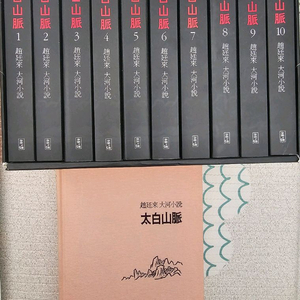 白山脈 1 趙廷來 大河小說
白山脈 2 趙廷來 大河小說
白山脈 3 趙廷來 大河小說
白山脈 4 趙廷來 大河小說
白山脈 5 趙廷來 大河小說
白山脈 6 趙廷來 大河小說
白山脈 7 趙廷來 大河小說
白山脈 8 趙廷來 大河小說
白山脈 9 趙廷來 大河小說
白山脈 10 趙廷來 大河小說
趙廷來 大河小說
太白山脈